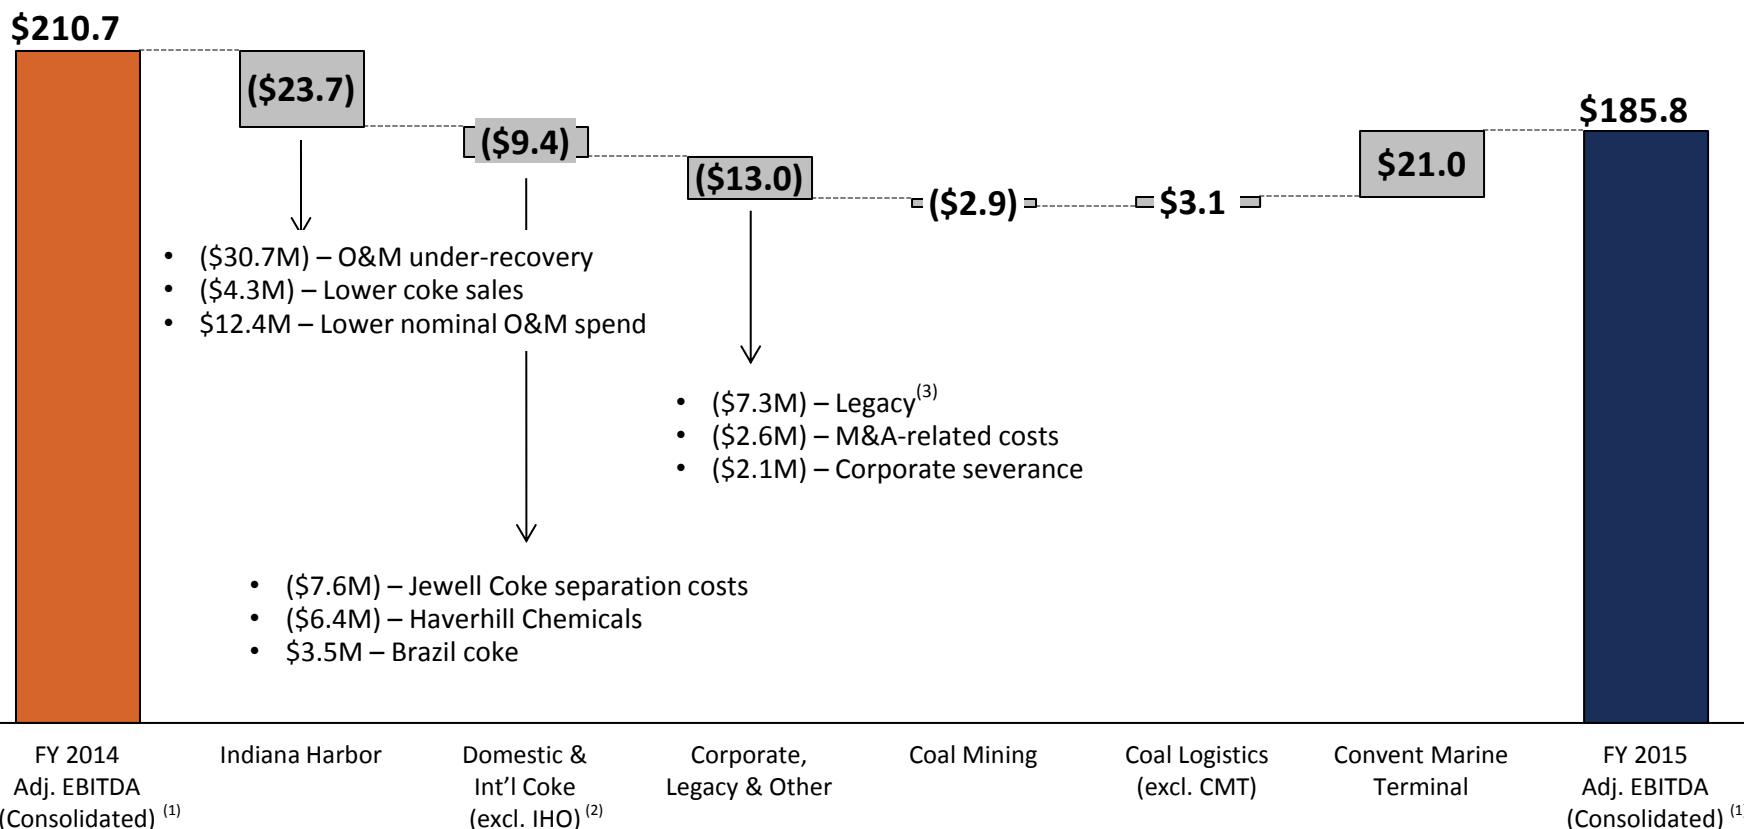 $210.7
($23.7)
($9.4)
($13.0)
($2.9)
$3.1
$21.0
$185.8
• ($30.7M) – O&M under-recovery
• ($4.3M) – Lower coke sales
• $12.4M – Lower nominal O&M spend
• ($7.3M) – Legacy(3)
• ($2.6M) – M&A-related costs
• ($2.1M) – Corporate severance
• ($7.6M) – Jewell Coke separation costs
• ($6.4M) – Haverhill Chemicals
• $3.5M – Brazil coke
FY 2014
Adj. EBITDA
(Consolidated) (1)
Indiana Harbor
Domestic &
Int’l Coke
(excl. IHO) (2)
Corporate,
Legacy & Other
Coal Mining
Coal Logistics
(excl. CMT)
Convent Marine
Terminal
FY 2015
Adj. EBITDA
(Consolidated) (1)